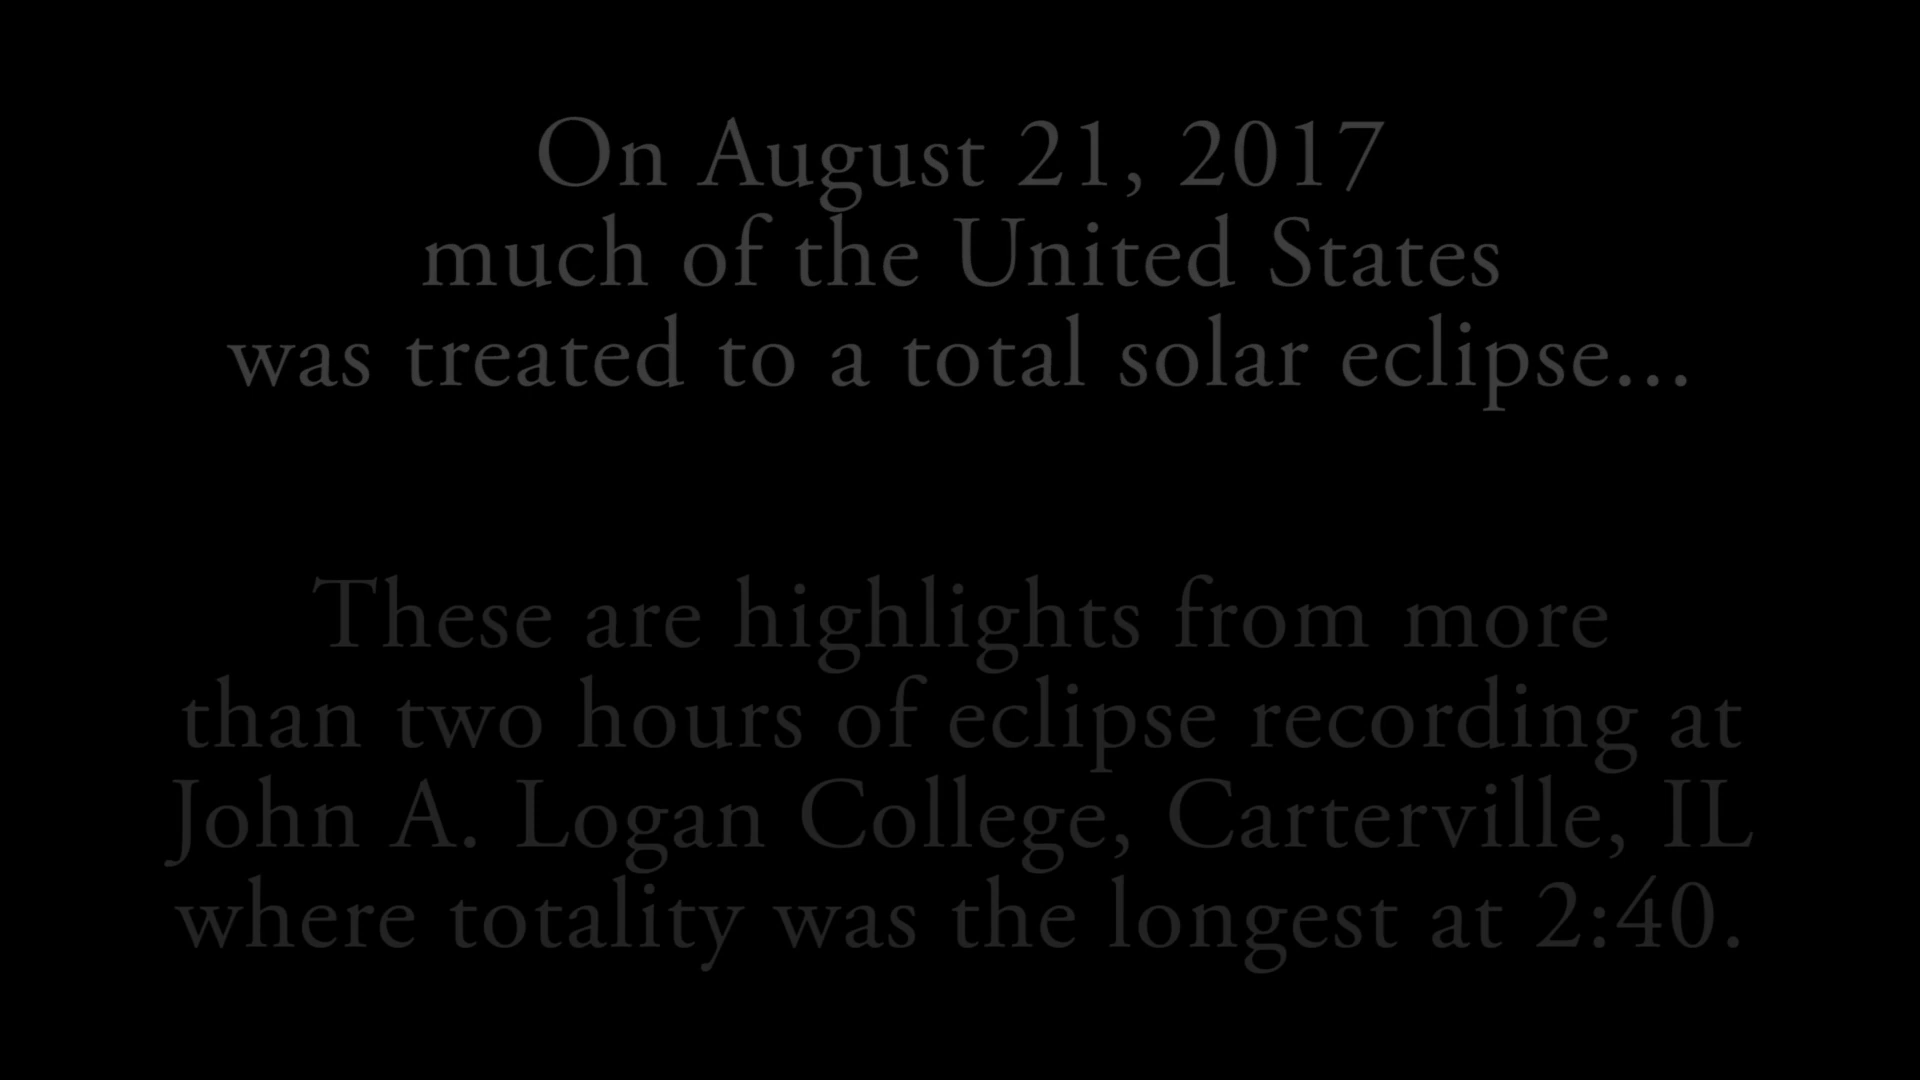 On August 21, 2017
much of the United States
was treated to a total solar eclipse...
These are highlights from more
than two hours of eclipse recording at
John A. Logan College, Carterville, IL
where totality was the longest at 2:40.